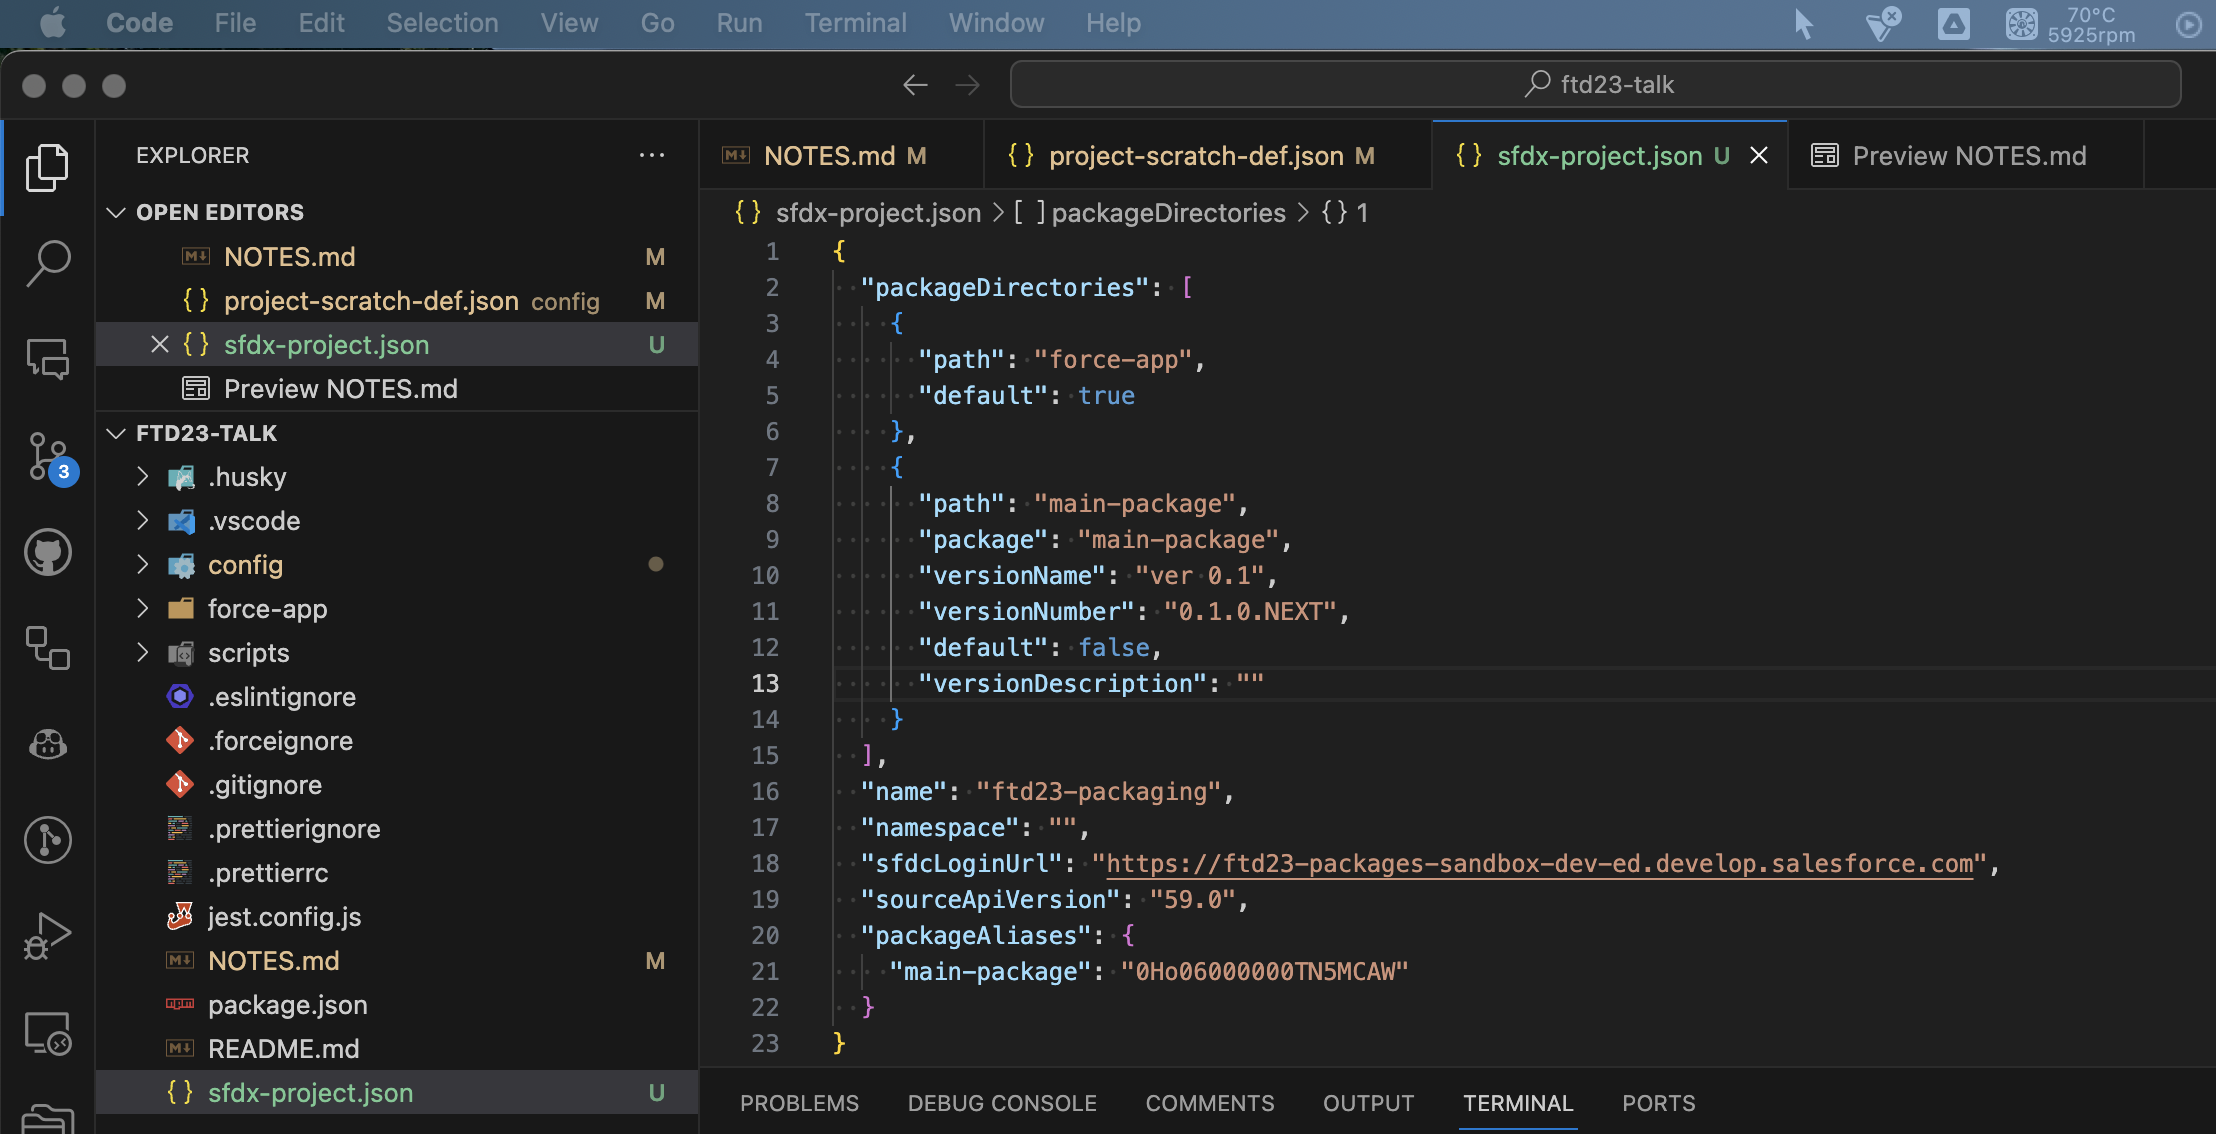 Code File Edit Selection View Go Run Terminal Window Help
70°C
5925rpm
ftd23-talk
EXPLORER
OPEN EDITORS
NOTES.md M
project-scratch-def.json config M
sfdx-project.json U
Preview NOTES.md
FTD23-TALK
.husky
.vscode
config
force-app
scripts
.eslintignore
.forceignore
.gitignore
.prettierignore
.prettierrc
jest.config.js
NOTES.md M
package.json
README.md
sfdx-project.json U
3
NOTES.md M
project-scratch-def.json M
sfdx-project.json U
Preview NOTES.md
{} sfdx-project.json > [ ] packageDirectories > {} 1
1 {
2 "packageDirectories": [
3 {
4 "path": "force-app",
5 "default": true
6 },
7 {
8 "path": "main-package",
9 "package": "main-package",
10 "versionName": "ver 0.1",
11 "versionNumber": "0.1.0.NEXT",
12 "default": false,
13 "versionDescription": ""
14 }
15 ],
16 "name": "ftd23-packaging",
17 "namespace": "",
18 "sfdcLoginUrl": "https://ftd23-packages-sandbox-dev-ed.develop.salesforce.com",
19 "sourceApiVersion": "59.0",
20 "packageAliases": {
21 "main-package": "0Ho06000000TN5MCAW"
22 }
23 }
PROBLEMS DEBUG CONSOLE COMMENTS OUTPUT TERMINAL PORTS